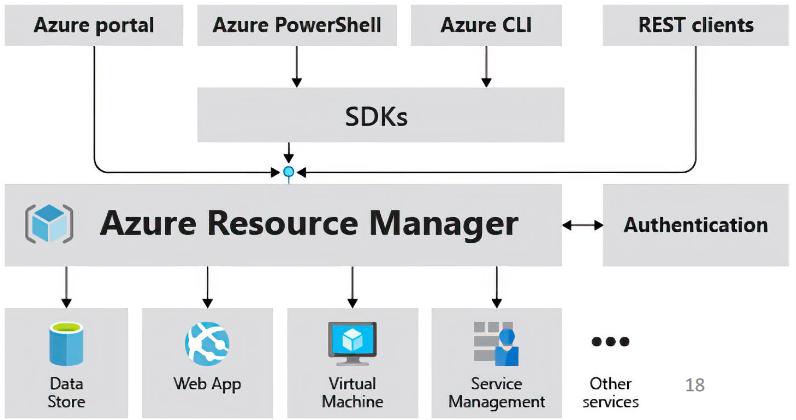 Azure portal
Azure PowerShell
Azure CLI
REST clients
SDKs
Azure Resource Manager
Authentication
Data
Store
Web App
Virtual
Machine
Service
Management
Other
services
18